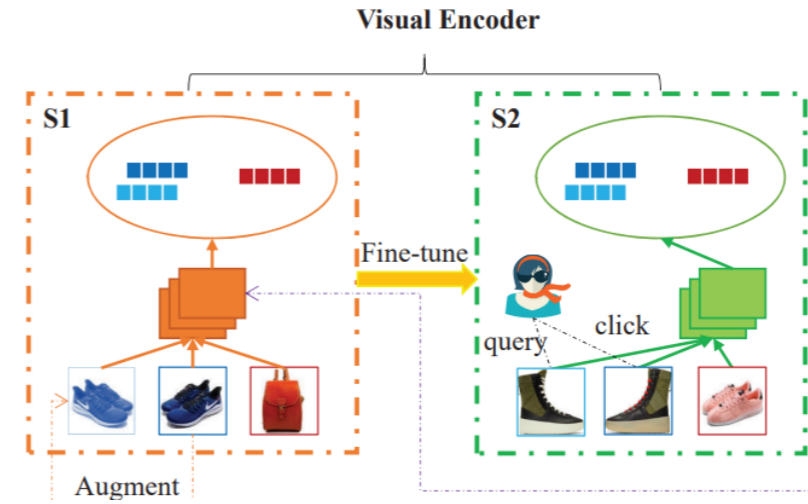 Visual Encoder
S1
S2
Fine-tune
query
click
Augment